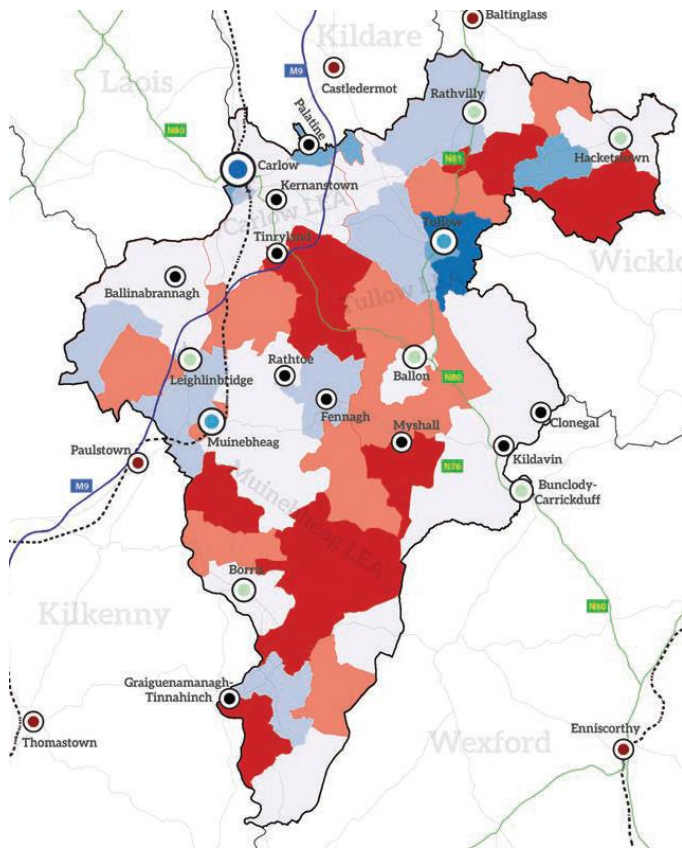 Baltinglass
Kildare
M9
Castledermot
Laois
Rathvilly
Palatine
N80
Hacketstown
Carlow
N81
Kernanstown
Carlow LEA
Tullow
Tinryland
Wicklo
Ballinabrannagh
Tullow LEA
Leighlinbridge
Rathtoe
Ballon
N80
Fennagh
Clonegal
Muinebheag
Myshall
Kildavin
Paulstown
N76
M9
Muinebheag LEA
Bunclody-
Carrickduff
Borris
N80
Kilkenny
Graiguenamanagh-
Tinnahinch
Thomastown
Wexford
Enniscorthy